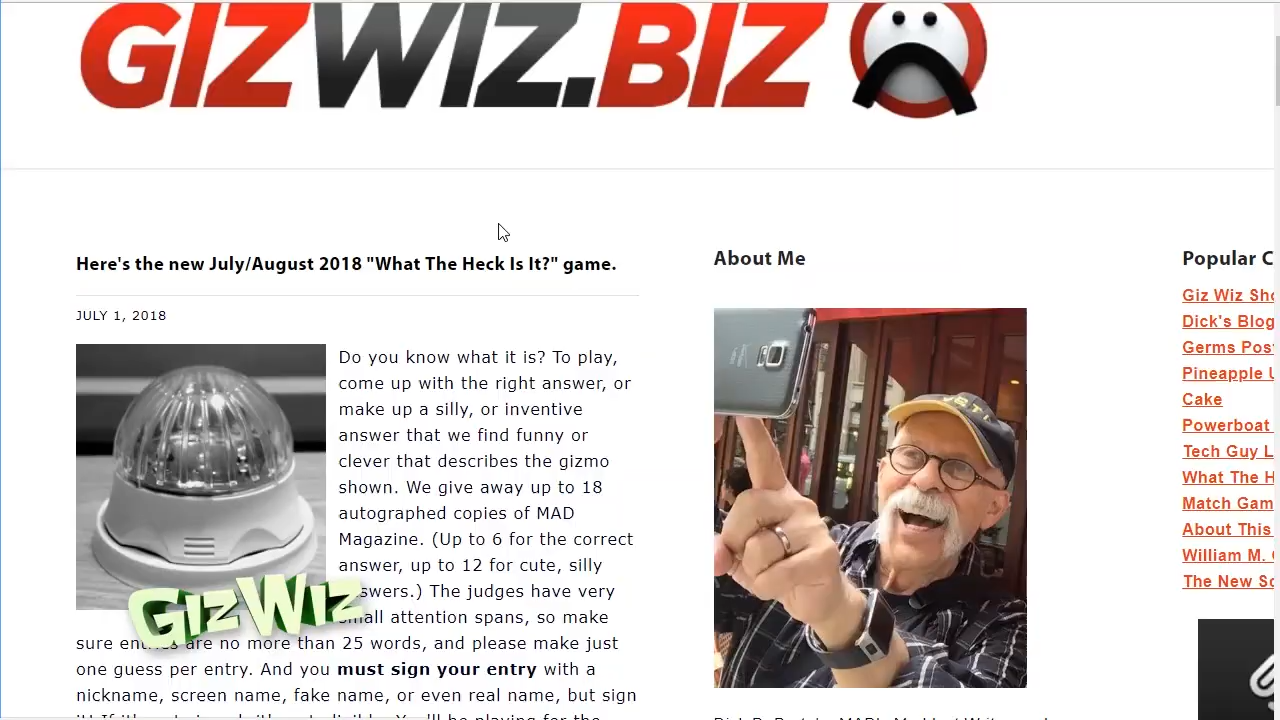 GIZWIZ.BIZ
Here's the new July/August 2018 "What The Heck Is It?" game.
JULY 1, 2018
Do you know what it is? To play,
come up with the right answer, or
make up a silly, or inventive
answer that we find funny or
clever that describes the gizmo
shown. We give away up to 18
autographed copies of MAD
Magazine. (Up to 6 for the correct
answer, up to 12 for cute, silly
answers.) The judges have very
small attention spans, so make
sure entries are no more than 25 words, and please make just
one guess per entry. And you must sign your entry with a
nickname, screen name, fake name, or even real name, but sign
GIZWIZ
About Me
Popular C
Giz Wiz Sho
Dick's Blog
Germs Post
Pineapple U
Cake
Powerboat
Tech Guy L
What The H
Match Gam
About This
William M.
The New Sc